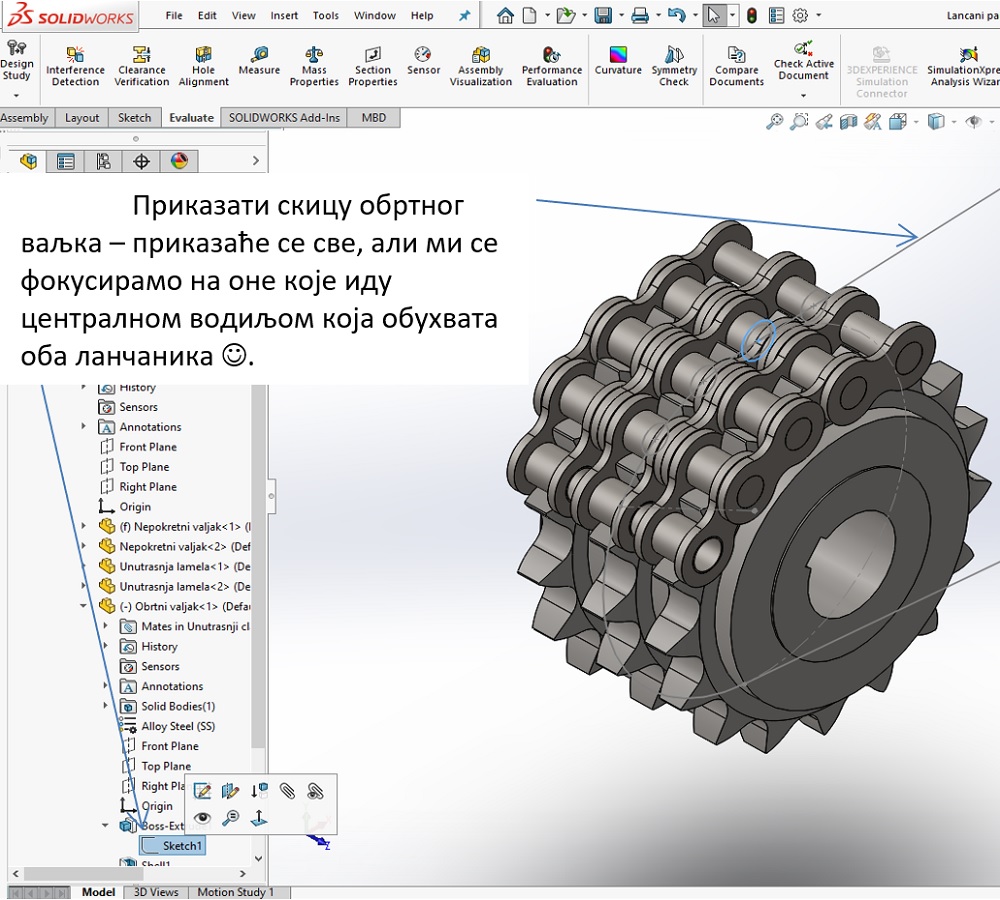 SOLIDWORKS
File Edit View Insert Tools Window Help
Lancani pa
Design Study
Interference Detection
Clearance Verification
Hole Alignment
Measure
Mass Properties
Section Properties
Sensor
Assembly Visualization
Performance Evaluation
Curvature
Symmetry Check
Compare Documents
Check Active Document
3DEXPERIENCE Simulation Connector
SimulationXpre Analysis Wizar
Assembly Layout Sketch Evaluate SOLIDWORKS Add-Ins MBD
Приказати скицу обртног
ваљка – приказаће се све, али ми се
фокусирамо на оне које иду
централном водиљом која обухвата
оба ланчаника ☺.
History
Sensors
Annotations
Front Plane
Top Plane
Right Plane
Origin
(f) Nepokretni valjak<1> (I
Nepokretni valjak<2> (Def
Unutrasnja lamela<1> (De
Unutrasnja lamela<2> (De
(-) Obrtni valjak<1> (Defau
Mates in Unutrasnji cl
History
Sensors
Annotations
Solid Bodies(1)
Alloy Steel (SS)
Front Plane
Top Plane
Right Pla
Origin
Boss-Ext
Sketch1
Shell1
Z
Model 3D Views Motion Study 1